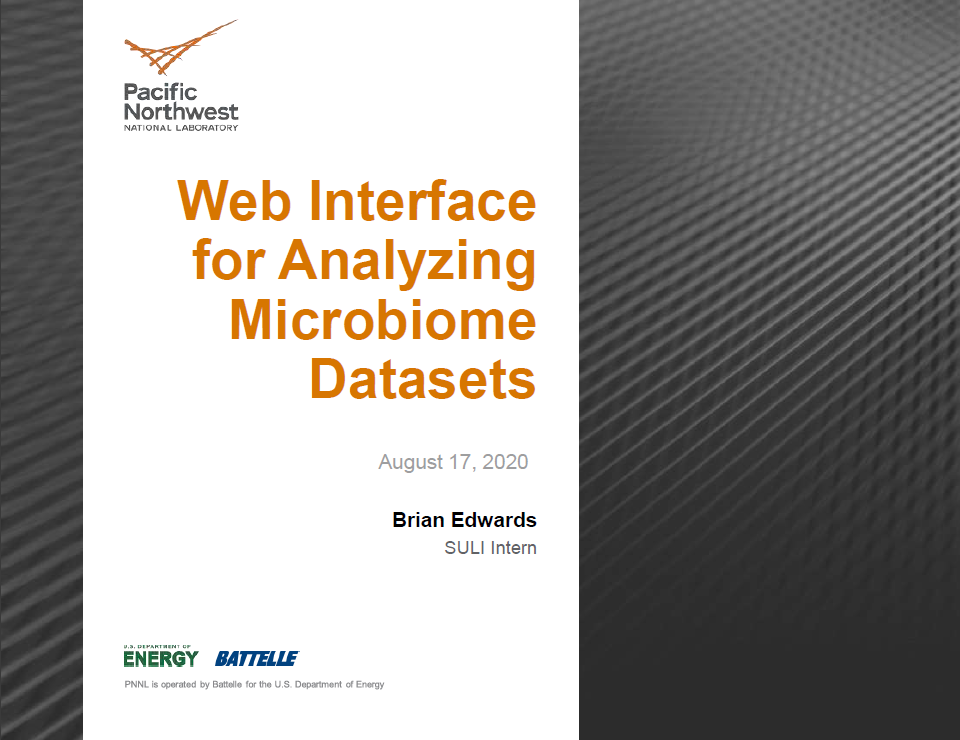 Pacific
Northwest
NATIONAL LABORATORY
Web Interface
for Analyzing
Microbiome
Datasets
August 17, 2020
Brian Edwards
SULI Intern
U.S. DEPARTMENT OF
ENERGY BATTELLE
PNNL is operated by Battelle for the U.S. Department of Energy